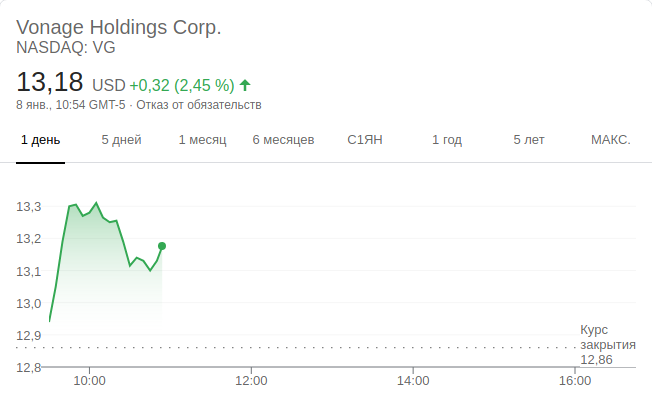 Vonage Holdings Corp.
NASDAQ: VG
13,18 USD +0,32 (2,45 %)
8 янв., 10:54 GMT-5 · Отказ от обязательств
1 день 5 дней 1 месяц 6 месяцев С1ЯН 1 год 5 лет МАКС.
13,3
13,2
13,1
13,0
12,9
12,8
Курс
закрытия
12,86
10:00 12:00 14:00 16:00